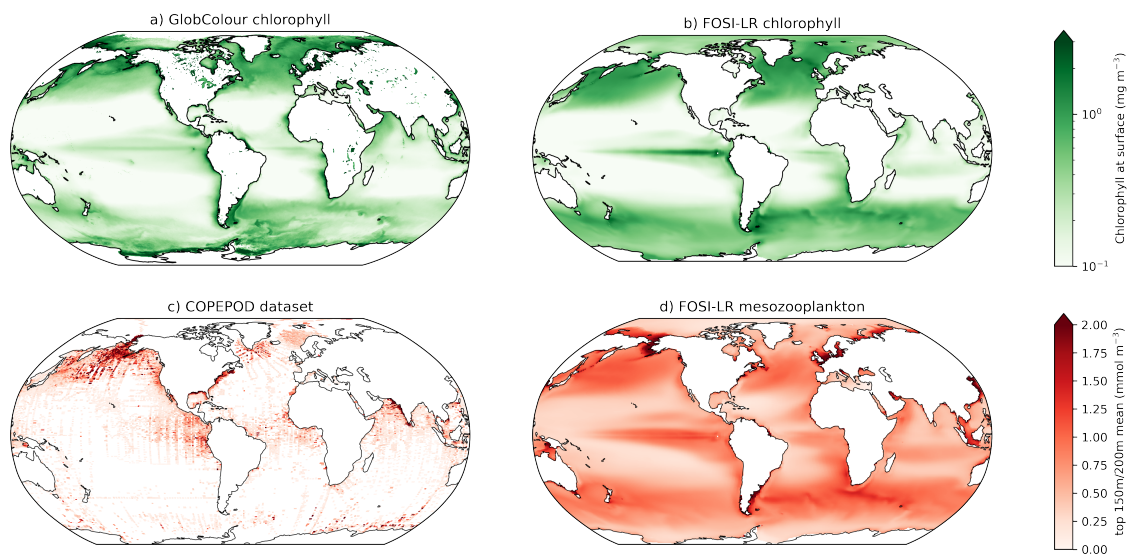 a) GlobColour chlorophyll
b) FOSI-LR chlorophyll
10⁰
10⁻¹
Chlorophyll at surface (mg m⁻³)
c) COPEPOD dataset
d) FOSI-LR mesozooplankton
2.00
1.75
1.50
1.25
1.00
0.75
0.50
0.25
0.00
top 150m/200m mean (mmol m⁻³)